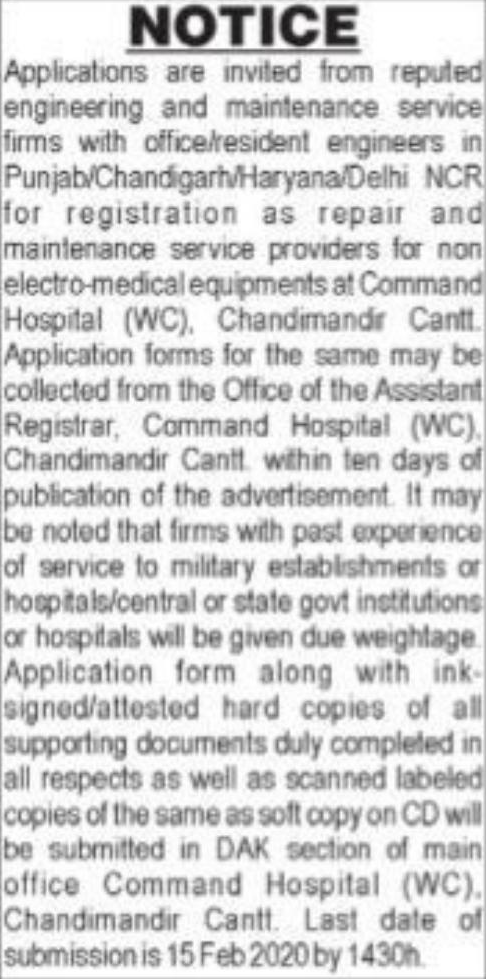 NOTICE
Applications are invited from reputed
engineering and maintenance service
firms with office/resident engineers in
Punjab/Chandigarh/Haryana/Delhi NCR
for registration as repair and
maintenance service providers for non
electro-medical equipments at Command
Hospital (WC), Chandimandir Cantt.
Application forms for the same may be
collected from the Office of the Assistant
Registrar, Command Hospital (WC),
Chandimandir Cantt. within ten days of
publication of the advertisement. It may
be noted that firms with past experience
of service to military establishments or
hospitals/central or state govt institutions
or hospitals will be given due weightage.
Application form along with ink-
signed/attested hard copies of all
supporting documents duly completed in
all respects as well as scanned labeled
copies of the same as soft copy on CD will
be submitted in DAK section of main
office Command Hospital (WC),
Chandimandir Cantt. Last date of
submission is 15 Feb 2020 by 1430h.